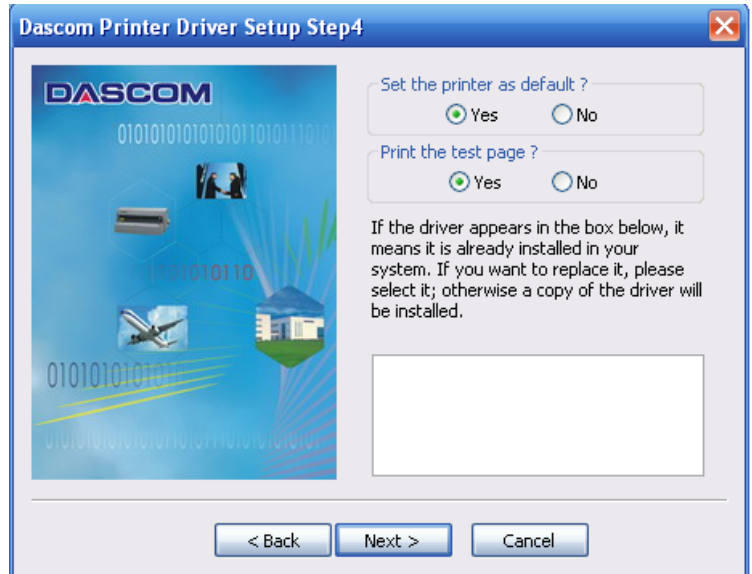 Dascom Printer Driver Setup Step4
DASCOM
Set the printer as default ?
Yes No
Print the test page ?
Yes No
If the driver appears in the box below, it
means it is already installed in your
system. If you want to replace it, please
select it; otherwise a copy of the driver will
be installed.
< Back Next > Cancel